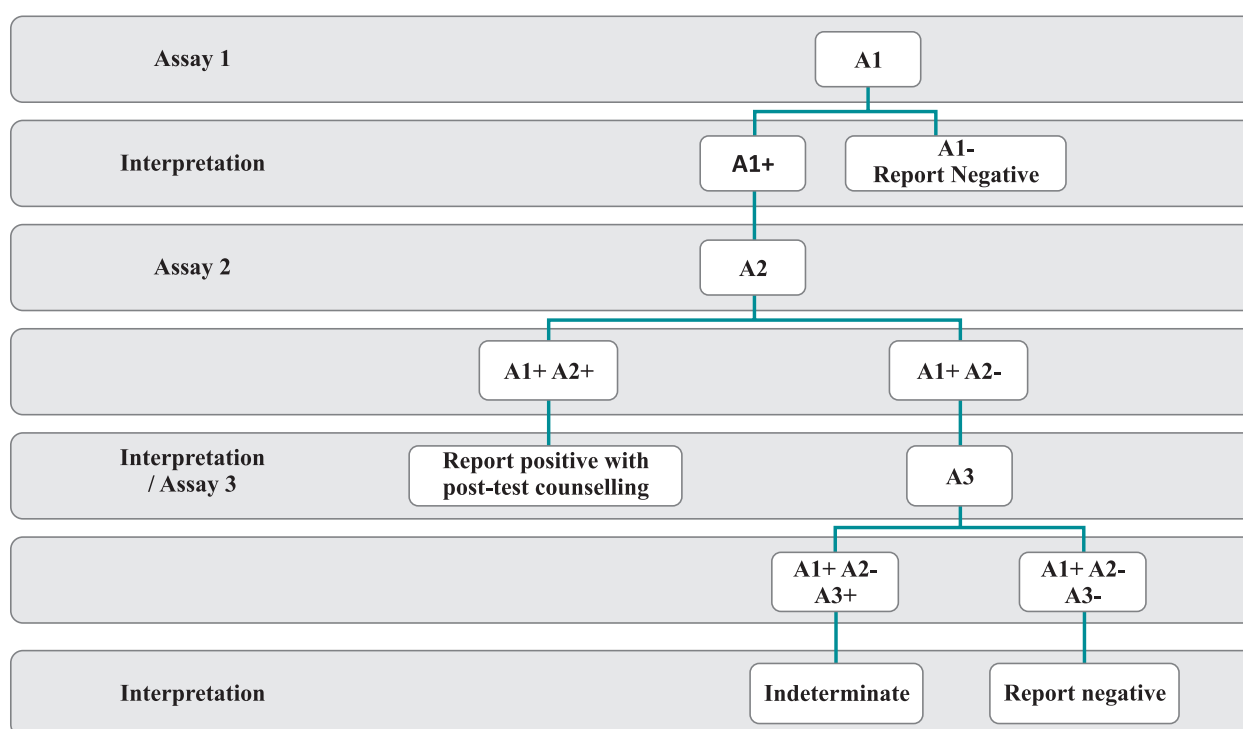 Assay 1
A1
Interpretation
A1+
A1-
Report Negative
Assay 2
A2
A1+ A2+
A1+ A2-
Interpretation
/ Assay 3
Report positive with
post-test counselling
A3
A1+ A2-
A3+
A1+ A2-
A3-
Interpretation
Indeterminate
Report negative